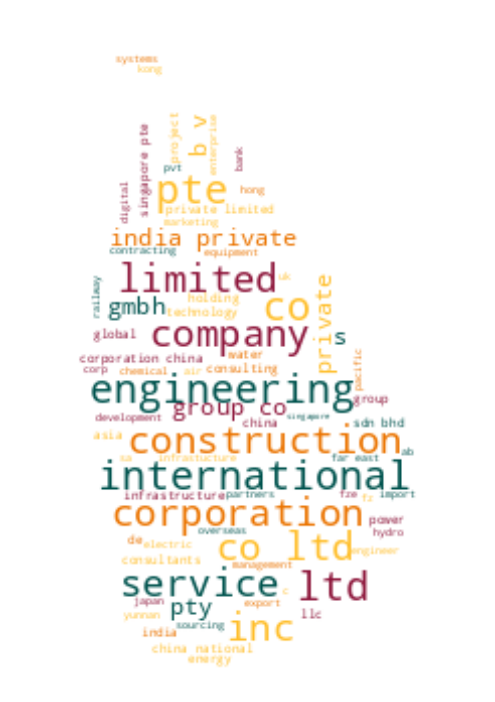 systems
kong
project
b v
enterprise
singapore pte
bank
pvt
digital
pte
hong
private limited
marketing
india private
contracting
equipment
limited
uk
railway
gmbh
holding
co
private
technology
global
company
s
corporation china
water
pacific
corp
chemical
air
consulting
engineering
group co
group
development
singapore
china
sdn bhd
asia
construction
ab
sa
infrastructure
far east
international
infrastructure
partners
fze
fz
import
corporation
power
overseas
hydro
de
electric
co ltd
engineer
consultants
management
service
ltd
c
japan
pty
export
yunnan
llc
sourcing
inc
india
china national
energy